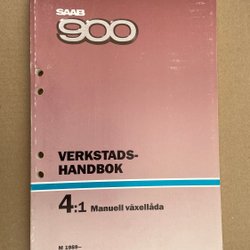 SAAB
900
VERKSTADS-
HANDBOK
4:1 Manuell växellåda
M 1989–